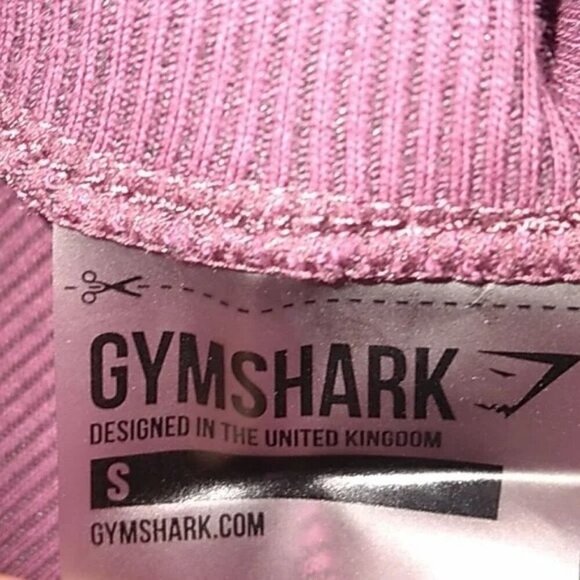 GYMSHARK
DESIGNED IN THE UNITED KINGDOM
S
GYMSHARK.COM